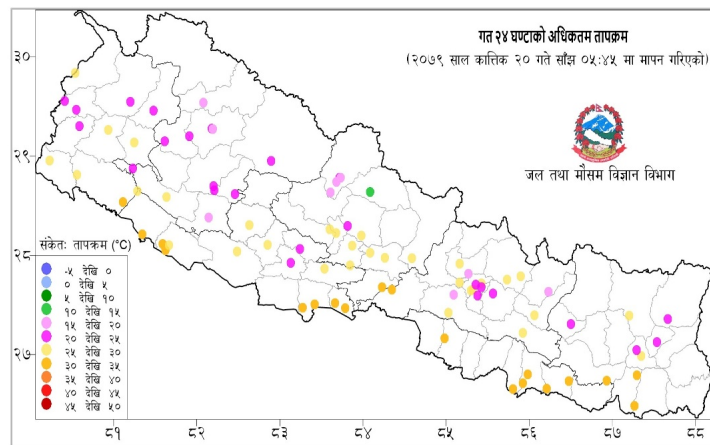 गत २४ घण्टाको अधिकतम तापक्रम
(२०७९ साल कात्तिक २० गते साँझ ०५:४५ मा मापन गरिएको)
जल तथा मौसम विज्ञान विभाग
३०
२९
२८
२७
संकेतः तापक्रम (°C)
-५ देखि ०
० देखि ५
५ देखि १०
१० देखि १५
१५ देखि २०
२० देखि २५
२५ देखि ३०
३० देखि ३५
३५ देखि ४०
४० देखि ४५
४५ देखि ५०
८१ ८२ ८३ ८४ ८५ ८६ ८७ ८८